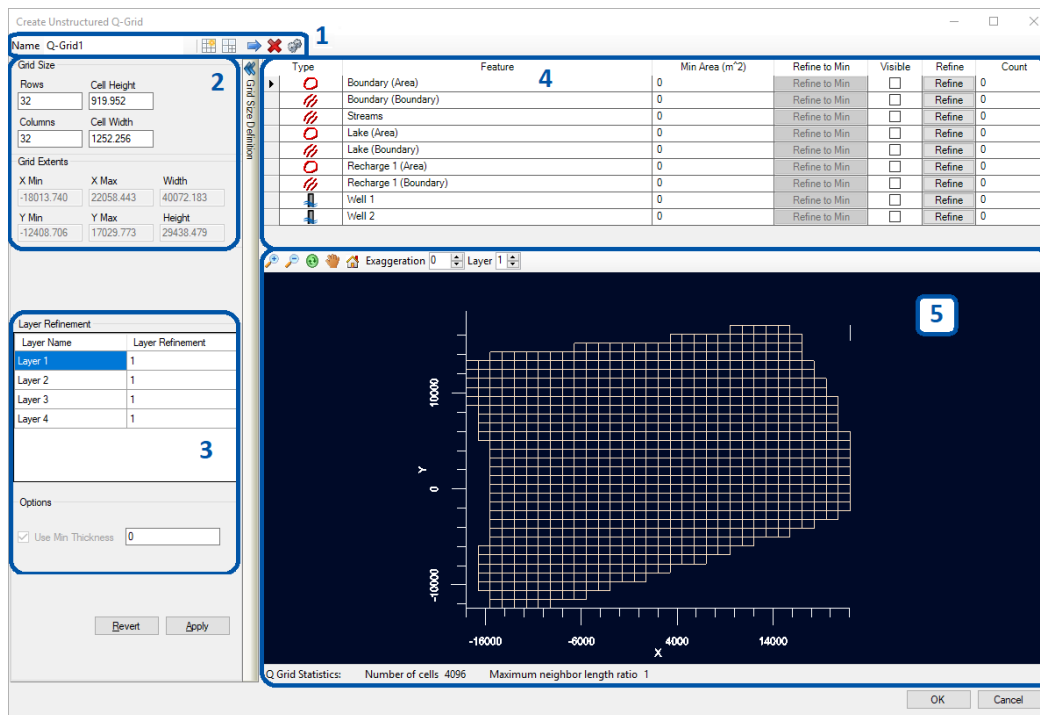 Create Unstructured Q-Grid
Name Q-Grid1 1
Grid Size 2
Rows Cell Height
32 919.952
Columns Cell Width
32 1252.256
Grid Extents
X Min X Max Width
-18013.740 22058.443 40072.183
Y Min Y Max Height
-12408.706 17029.773 29438.479
Grid Size Definition
Type Feature Min Area (m^2) Refine to Min Visible Refine Count
4
Boundary (Area) 0 Refine to Min Refine 0
Boundary (Boundary) 0 Refine to Min Refine 0
Streams 0 Refine to Min Refine 0
Lake (Area) 0 Refine to Min Refine 0
Lake (Boundary) 0 Refine to Min Refine 0
Recharge 1 (Area) 0 Refine to Min Refine 0
Recharge 1 (Boundary) 0 Refine to Min Refine 0
Well 1 0 Refine to Min Refine 0
Well 2 0 Refine to Min Refine 0
Layer Refinement
Layer Name Layer Refinement
Layer 1 1
Layer 2 1
Layer 3 1
Layer 4 1
3
Options
Use Min Thickness 0
Revert Apply
Exaggeration 0 Layer 1
5
10000
Y
0
-10000
-16000 -6000 4000 14000
X
Q Grid Statistics: Number of cells 4096 Maximum neighbor length ratio 1
OK Cancel